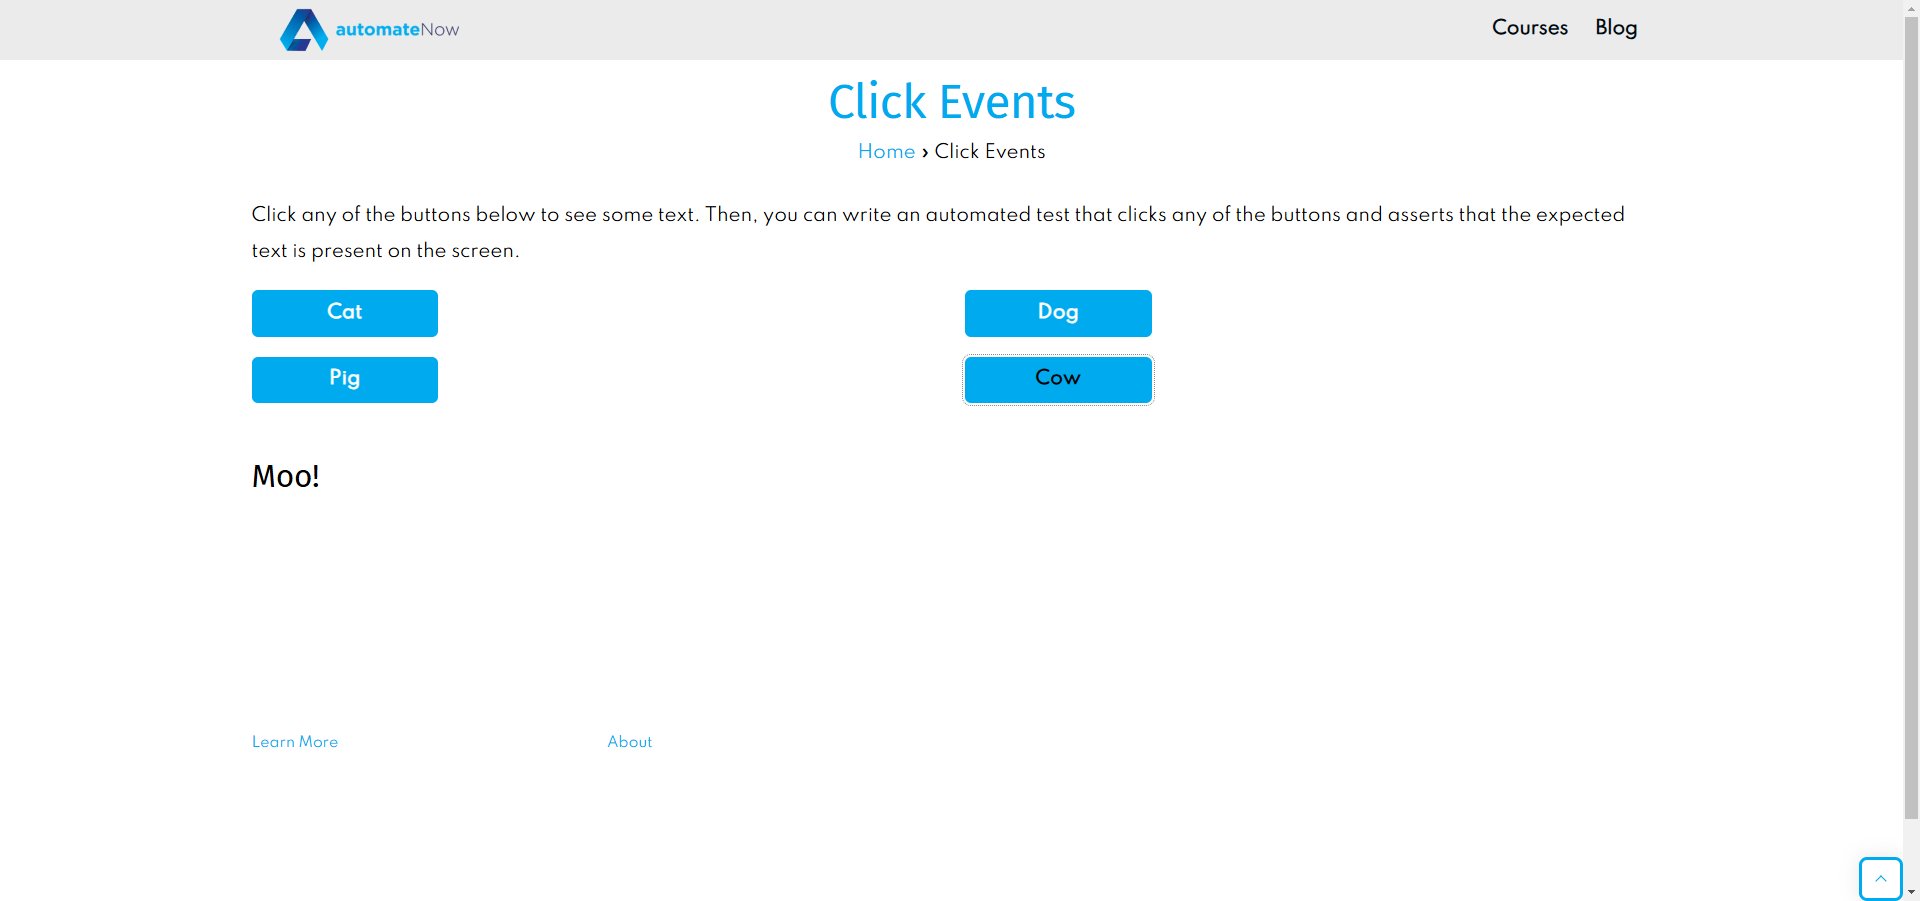 automateNow
Courses
Blog
Click Events
Home › Click Events
Click any of the buttons below to see some text. Then, you can write an automated test that clicks any of the buttons and asserts that the expected
text is present on the screen.
Cat
Dog
Pig
Cow
Moo!
Learn More
About